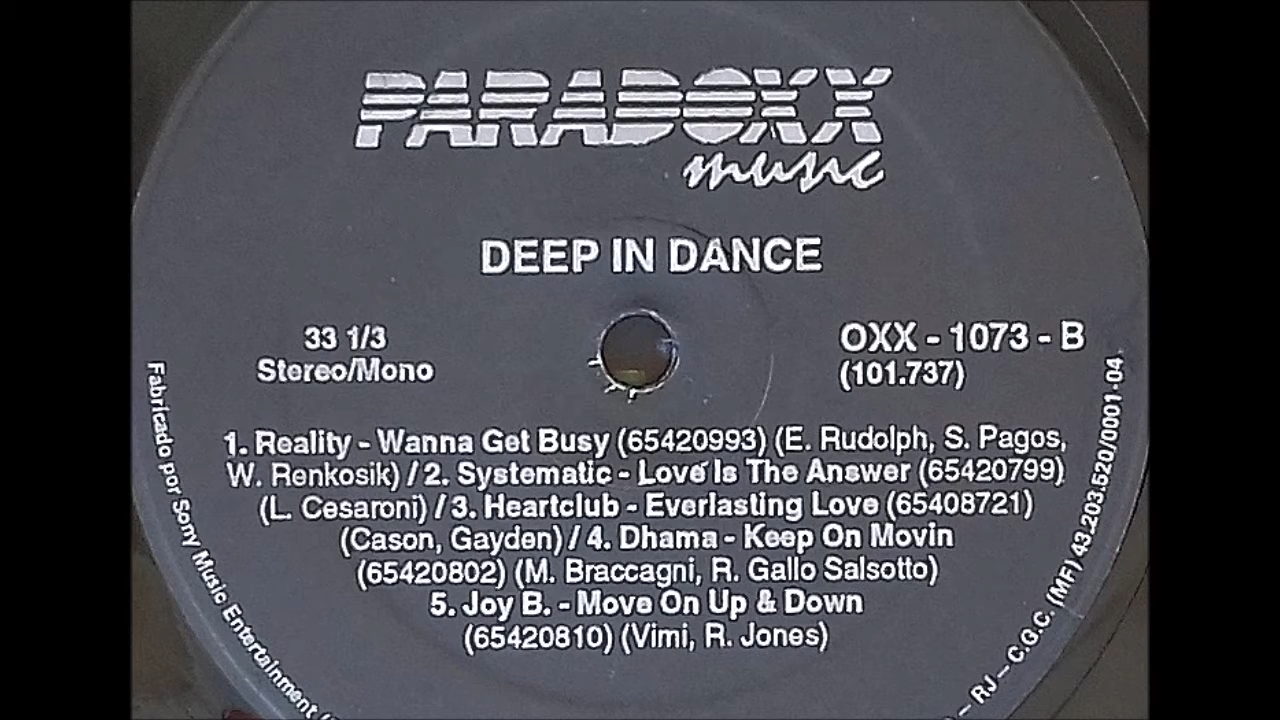 PARADOXX
music
DEEP IN DANCE
33 1/3
Stereo/Mono
OXX - 1073 - B
(101.737)
1. Reality - Wanna Get Busy (65420993) (E. Rudolph, S. Pagos,
W. Renkosik) / 2. Systematic - Love Is The Answer (65420799)
(L. Cesaroni) / 3. Heartclub - Everlasting Love (65408721)
(Cason, Gayden) / 4. Dhama - Keep On Movin
(65420802) (M. Braccagni, R. Gallo Salsotto)
5. Joy B. - Move On Up & Down
(65420810) (Vimi, R. Jones)
Fabricado por Sony Music Entertainment
- RJ - C.G.C. (MF) 43.203.520/0001-04